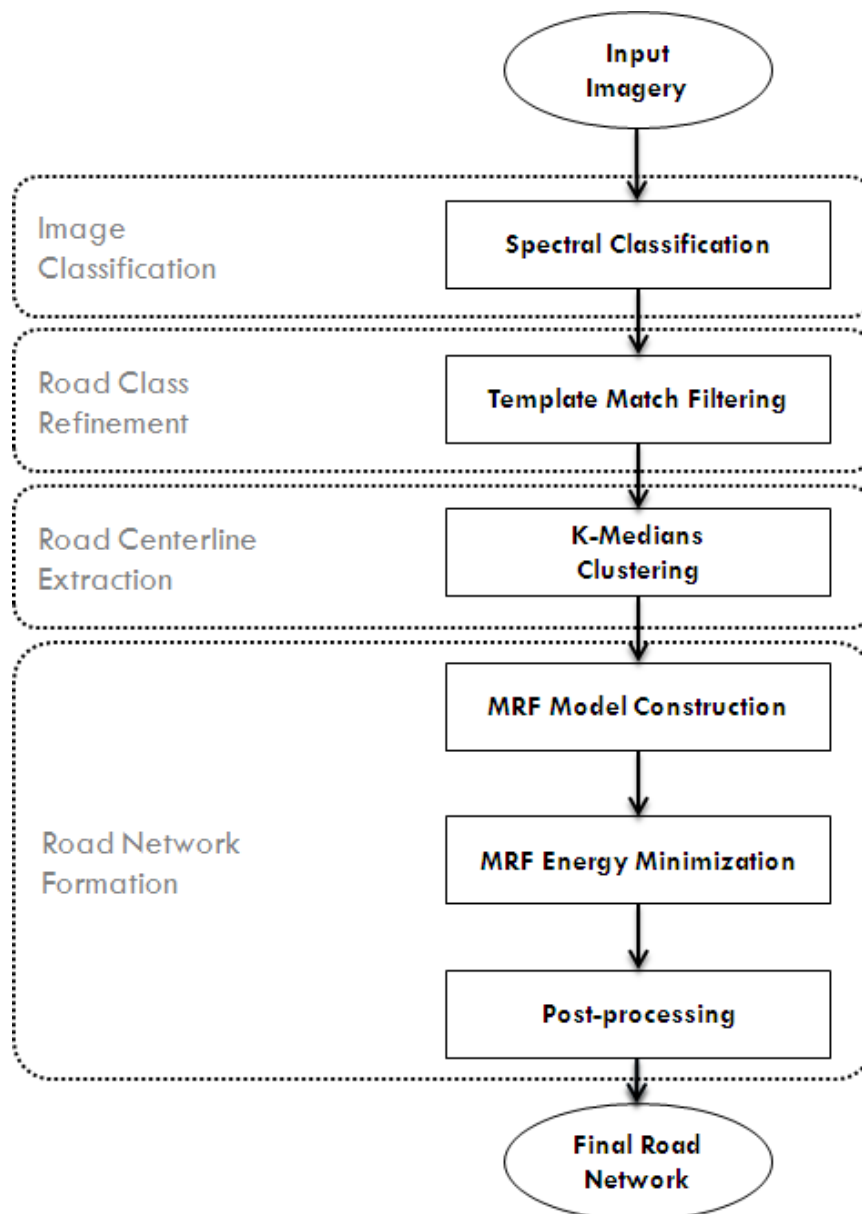 Input
Imagery
Image
Classification
Spectral Classification
Road Class
Refinement
Template Match Filtering
Road Centerline
Extraction
K-Medians
Clustering
MRF Model Construction
Road Network
Formation
MRF Energy Minimization
Post-processing
Final Road
Network